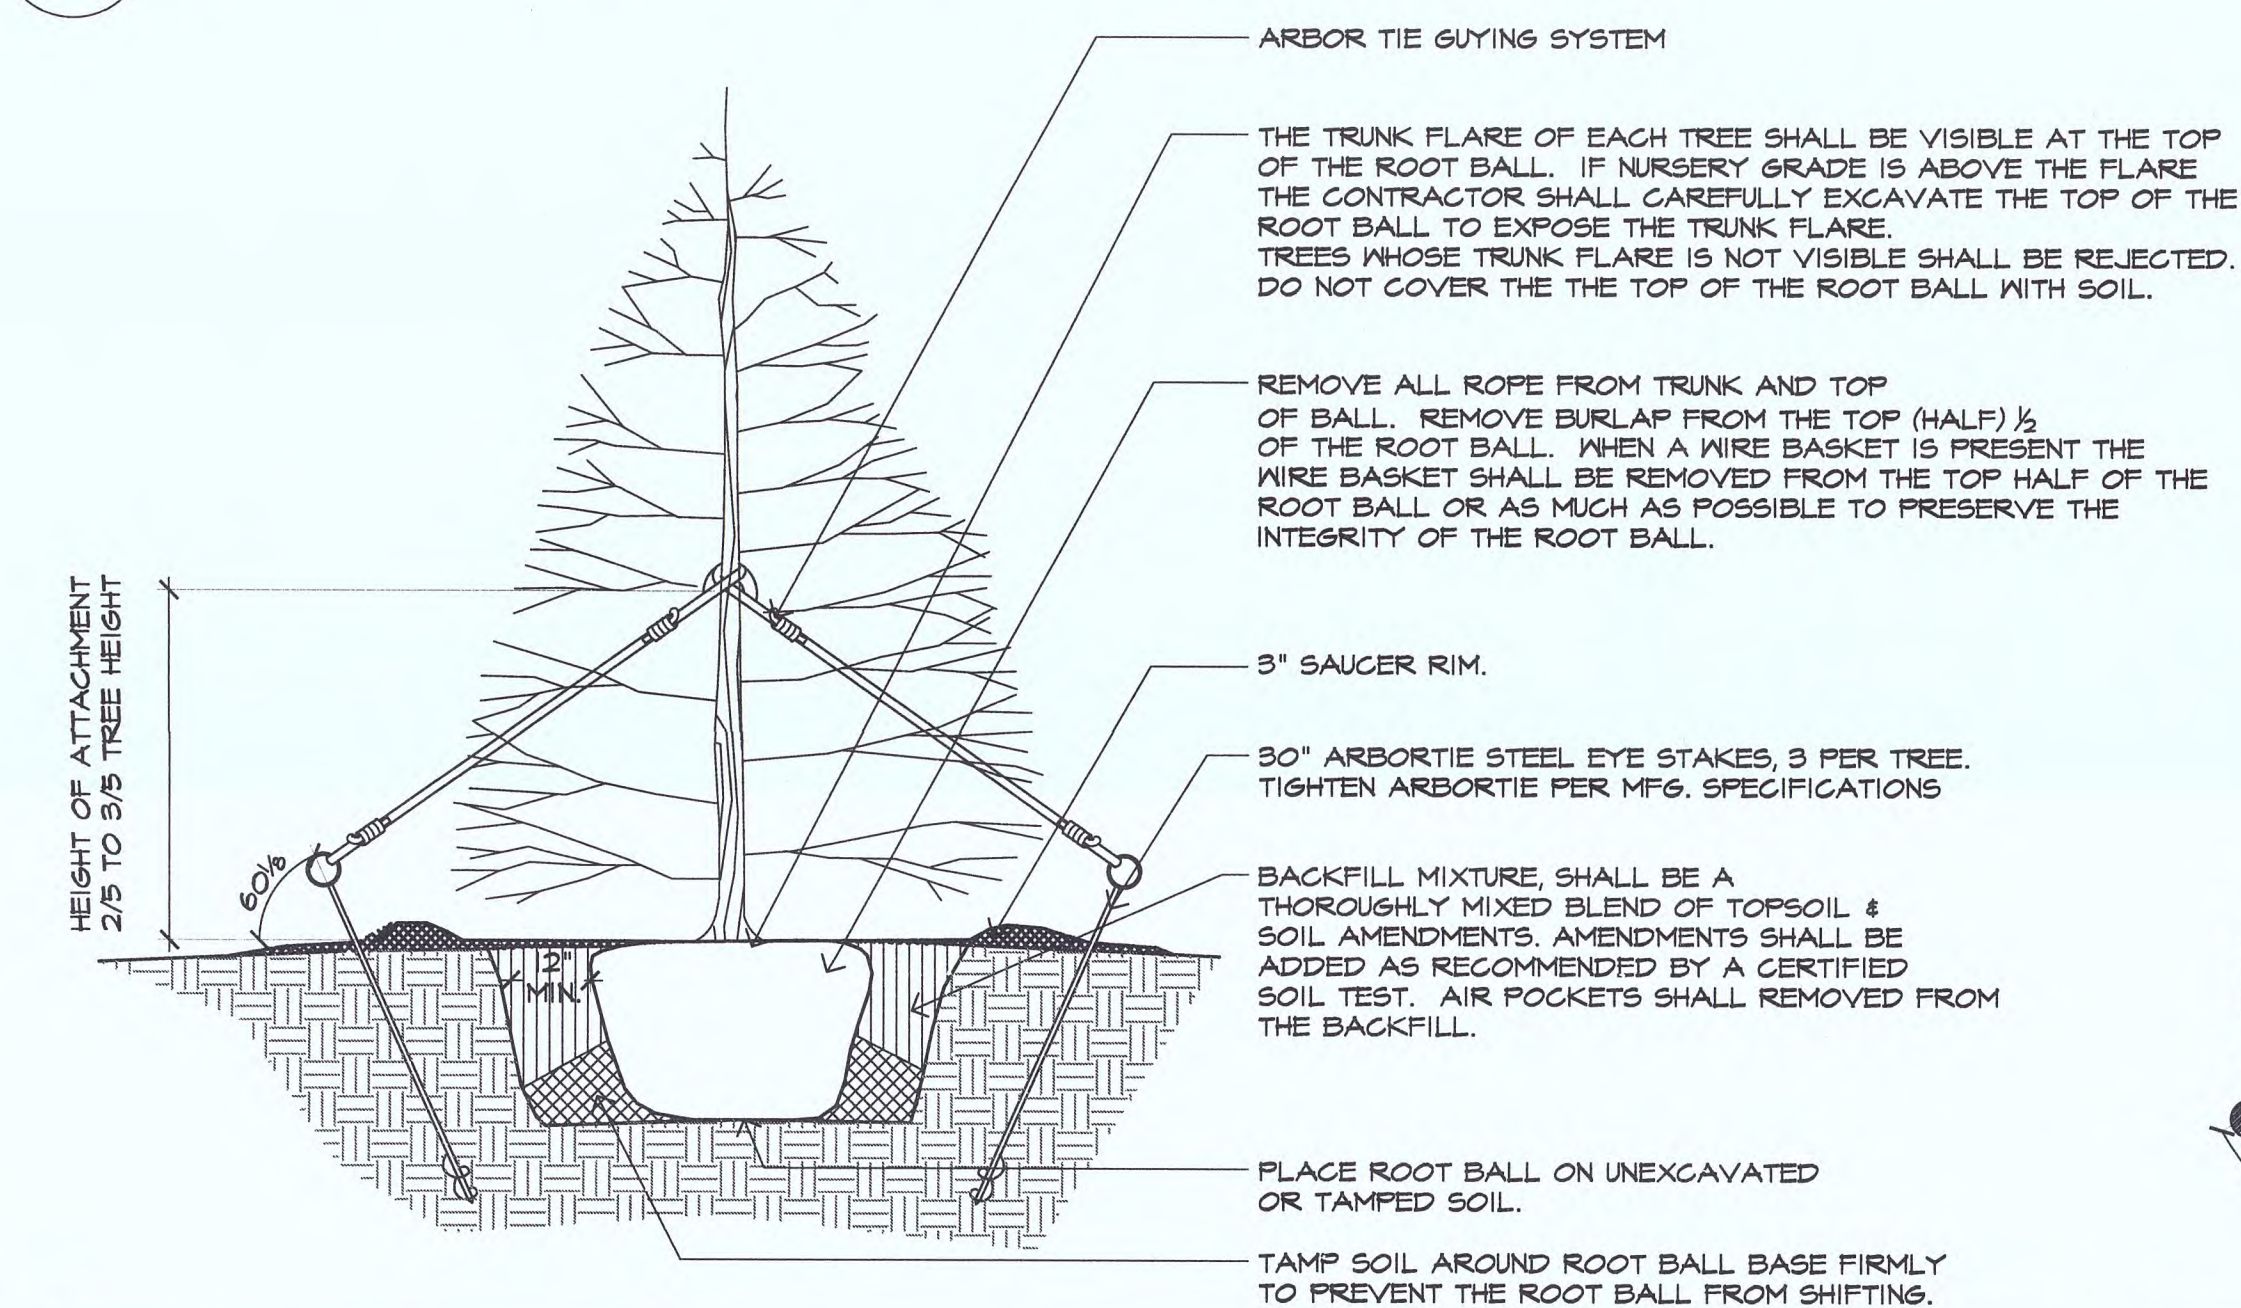 ARBOR TIE GUYING SYSTEM
THE TRUNK FLARE OF EACH TREE SHALL BE VISIBLE AT THE TOP
OF THE ROOT BALL. IF NURSERY GRADE IS ABOVE THE FLARE
THE CONTRACTOR SHALL CAREFULLY EXCAVATE THE TOP OF THE
ROOT BALL TO EXPOSE THE TRUNK FLARE.
TREES WHOSE TRUNK FLARE IS NOT VISIBLE SHALL BE REJECTED.
DO NOT COVER THE THE TOP OF THE ROOT BALL WITH SOIL.
REMOVE ALL ROPE FROM TRUNK AND TOP
OF BALL. REMOVE BURLAP FROM THE TOP (HALF) ½
OF THE ROOT BALL. WHEN A WIRE BASKET IS PRESENT THE
WIRE BASKET SHALL BE REMOVED FROM THE TOP HALF OF THE
ROOT BALL OR AS MUCH AS POSSIBLE TO PRESERVE THE
INTEGRITY OF THE ROOT BALL.
HEIGHT OF ATTACHMENT
2/5 TO 3/5 TREE HEIGHT
3" SAUCER RIM.
30" ARBORTIE STEEL EYE STAKES, 3 PER TREE.
TIGHTEN ARBORTIE PER MFG. SPECIFICATIONS
60⅛
2"
MIN.
BACKFILL MIXTURE, SHALL BE A
THOROUGHLY MIXED BLEND OF TOPSOIL &
SOIL AMENDMENTS. AMENDMENTS SHALL BE
ADDED AS RECOMMENDED BY A CERTIFIED
SOIL TEST. AIR POCKETS SHALL REMOVED FROM
THE BACKFILL.
PLACE ROOT BALL ON UNEXCAVATED
OR TAMPED SOIL.
TAMP SOIL AROUND ROOT BALL BASE FIRMLY
TO PREVENT THE ROOT BALL FROM SHIFTING.